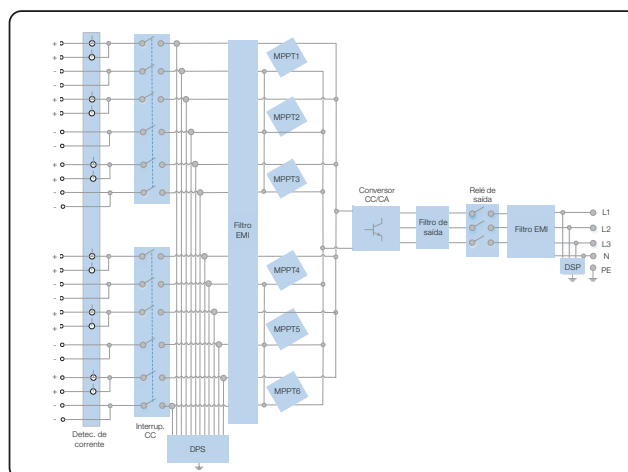 +
+
-
-
+
+
-
-
+
+
-
-
+
+
-
-
+
+
-
-
+
+
-
-
MPPT1
MPPT2
MPPT3
MPPT4
MPPT5
MPPT6
Filtro
EMI
Detec. de
corrente
Interrup.
CC
DPS
Conversor
CC/CA
Filtro de
saída
Relé de
saída
Filtro EMI
L1
L2
L3
N
DSP
PE